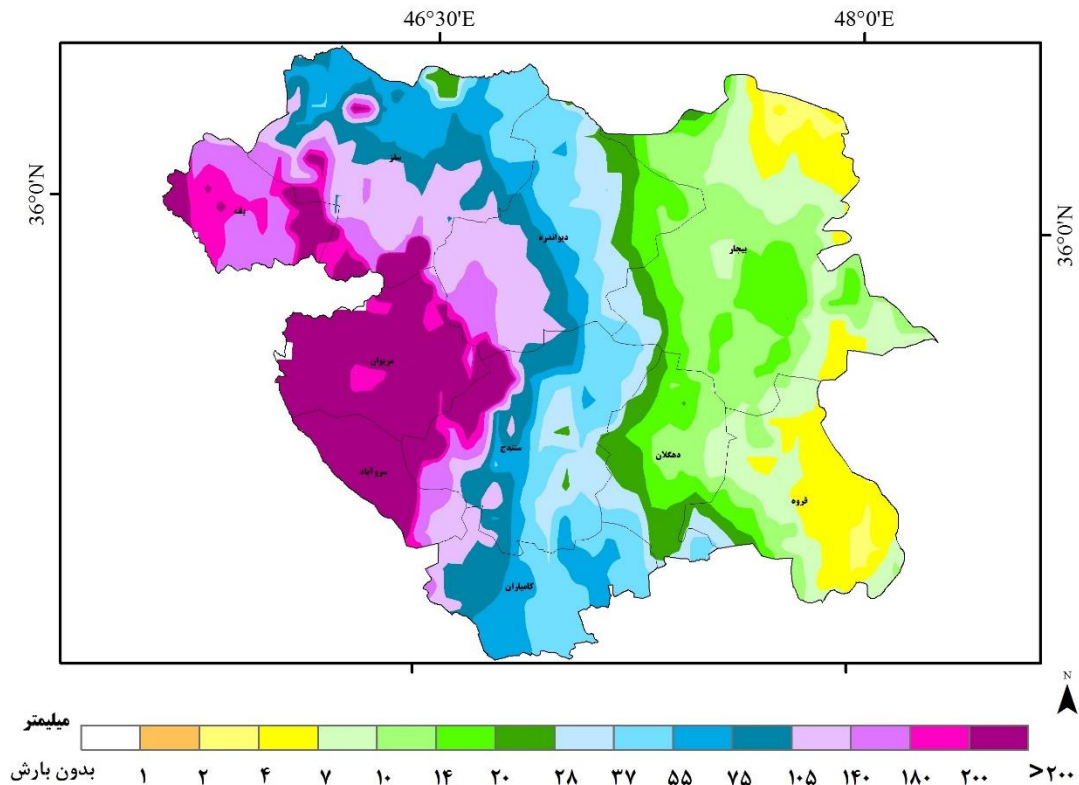 46°30'E 48°0'E
36°0'N
36°0'N
سقز
بانه
دیواندره
بیجار
مریوان
سنندج
دهگلان
سروآباد
قروه
کامیاران
N
میلیمتر
بدون بارش ۱ ۲ ۴ ۷ ۱۰ ۱۴ ۲۰ ۲۸ ۳۷ ۵۵ ۷۵ ۱۰۵ ۱۴۰ ۱۸۰ ۲۰۰ >۲۰۰